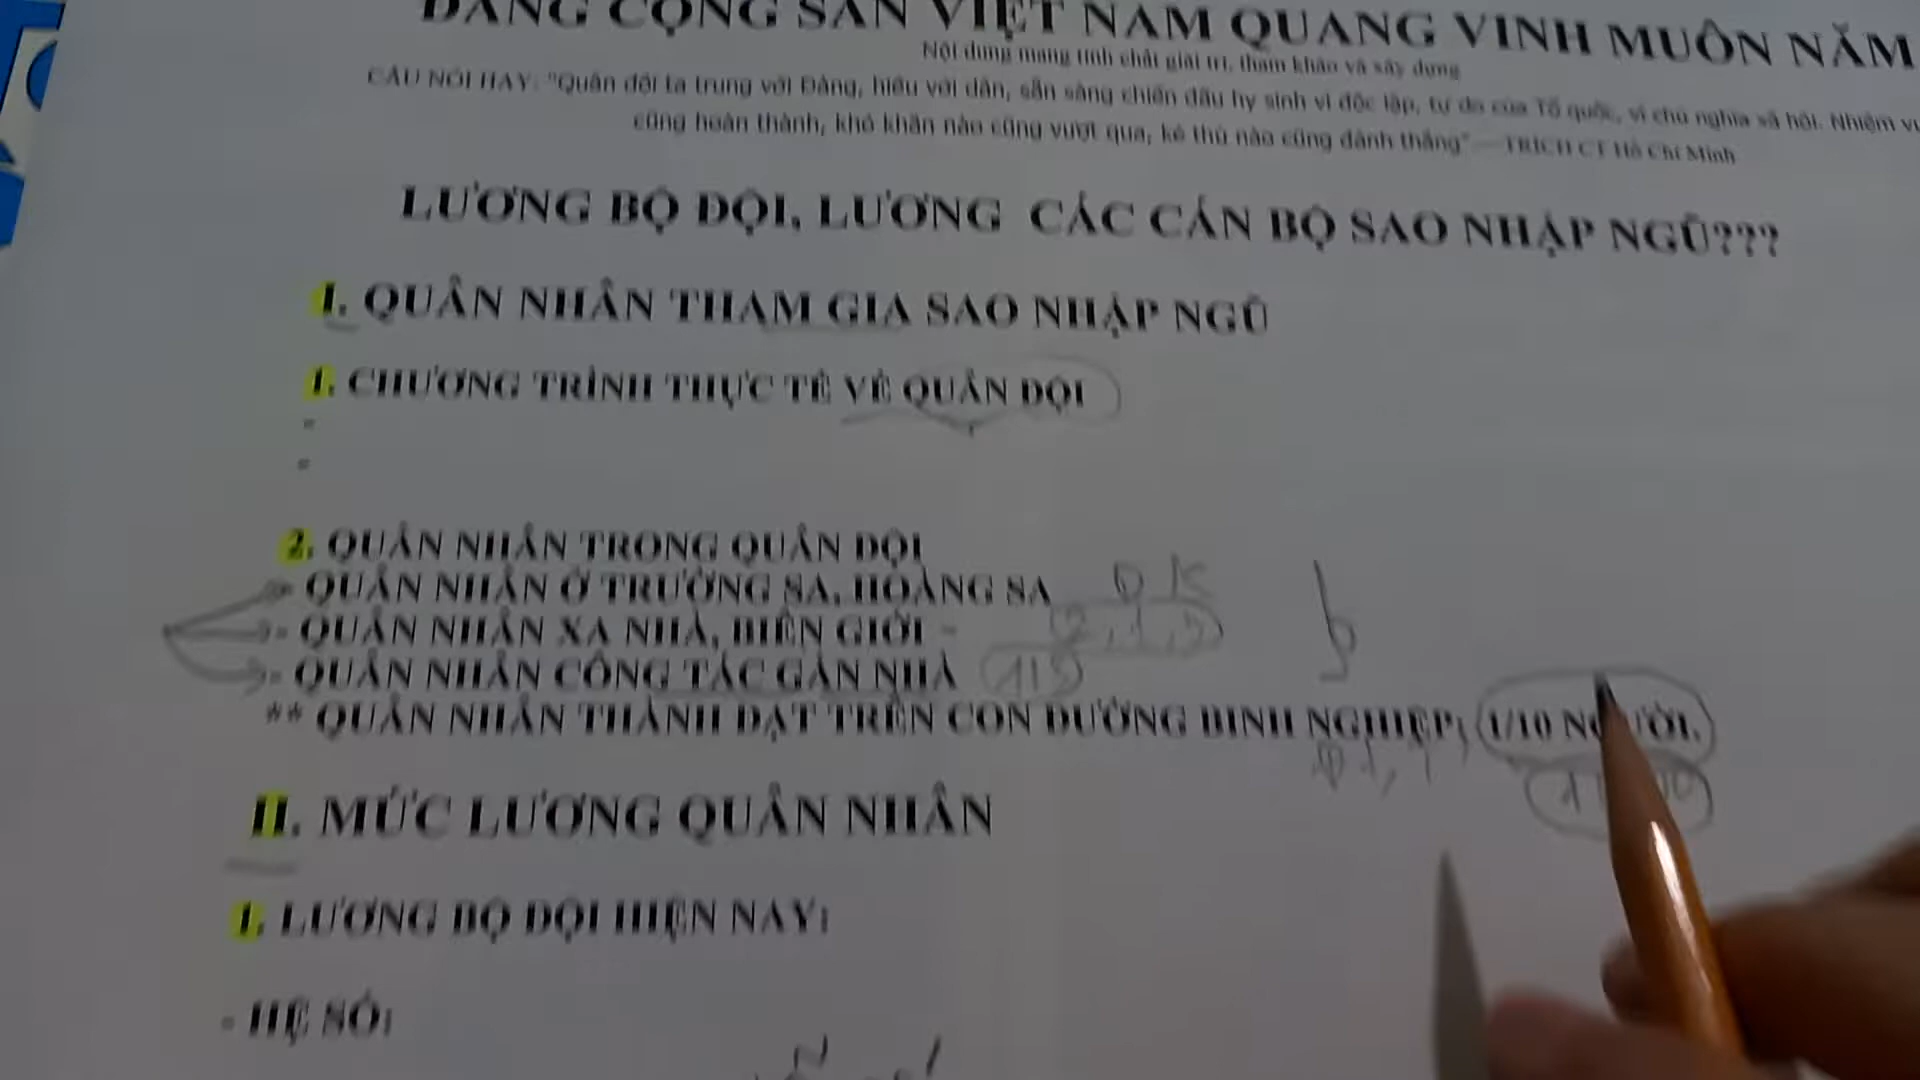 ĐẢNG CỘNG SẢN VIỆT NAM QUANG VINH MUÔN NĂM
Nội dung mang tính chất giải trí, tham khảo và xây dựng
CÂU NÓI HAY: "Quân đội ta trung với Đảng, hiếu với dân, sẵn sàng chiến đấu hy sinh vì độc lập, tự do của Tổ quốc, vì chủ nghĩa xã hội. Nhiệm vụ
cũng hoàn thành, khó khăn nào cũng vượt qua, kẻ thù nào cũng đánh thắng" TRÍCH CT Hồ Chí Minh
LƯƠNG BỘ ĐỘI, LƯƠNG CÁC CÁN BỘ SAO NHẬP NGŨ???
I. QUÂN NHÂN THAM GIA SAO NHẬP NGŨ
1. CHƯƠNG TRÌNH THỰC TẾ VỀ QUÂN ĐỘI
-
-
2. QUÂN NHÂN TRONG QUÂN ĐỘI
- QUÂN NHÂN Ở TRƯỜNG SA, HOÀNG SA
- QUÂN NHÂN XA NHÀ, BIÊN GIỚI -
- QUÂN NHÂN CÔNG TÁC GẦN NHÀ
** QUÂN NHÂN THÀNH ĐẠT TRÊN CON ĐƯỜNG BINH NGHIỆP; 1/10 NGƯỜI.
II. MỨC LƯƠNG QUÂN NHÂN
1. LƯƠNG BỘ ĐỘI HIỆN NAY:
- HỆ SỐ: